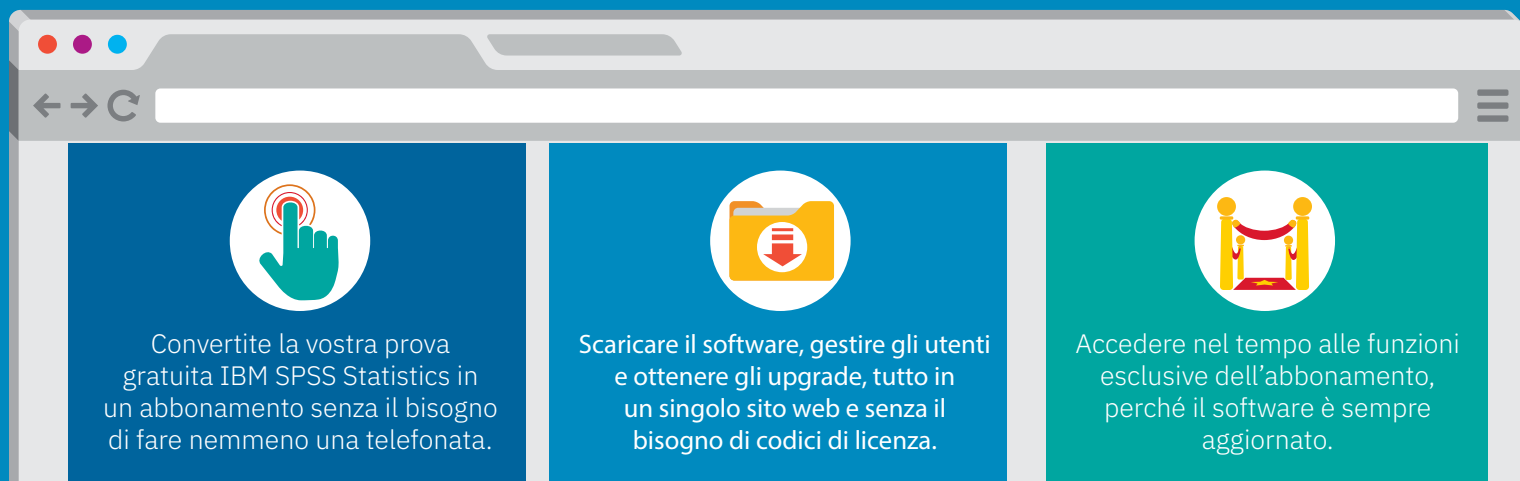 Convertite la vostra prova
gratuita IBM SPSS Statistics in
un abbonamento senza il bisogno
di fare nemmeno una telefonata.
Scaricare il software, gestire gli utenti
e ottenere gli upgrade, tutto in
un singolo sito web e senza il
bisogno di codici di licenza.
Accedere nel tempo alle funzioni
esclusive dell’abbonamento,
perché il software è sempre
aggiornato.